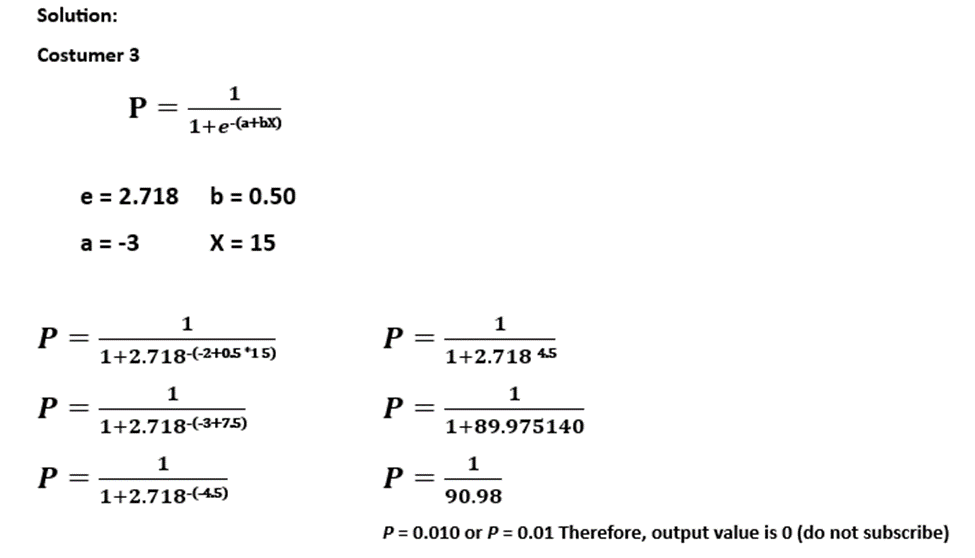 Solution:
Costumer 3
P = 1 / 1+e-(a+bX)
e = 2.718 b = 0.50
a = -3 X = 15
P = 1 / 1+2.718-(-2+0.5 *15)
P = 1 / 1+2.718-(-3+7.5)
P = 1 / 1+2.718-(-4.5)
P = 1 / 1+2.718 4.5
P = 1 / 1+89.975140
P = 1 / 90.98
P = 0.010 or P = 0.01 Therefore, output value is 0 (do not subscribe)